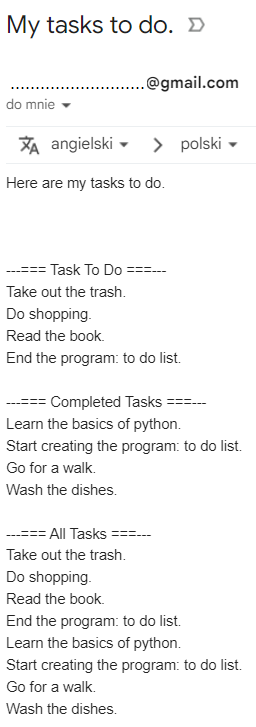 My tasks to do.
...........................@gmail.com
do mnie
angielski > polski
Here are my tasks to do.
---=== Task To Do ===---
Take out the trash.
Do shopping.
Read the book.
End the program: to do list.
---=== Completed Tasks ===---
Learn the basics of python.
Start creating the program: to do list.
Go for a walk.
Wash the dishes.
---=== All Tasks ===---
Take out the trash.
Do shopping.
Read the book.
End the program: to do list.
Learn the basics of python.
Start creating the program: to do list.
Go for a walk.
Wash the dishes.